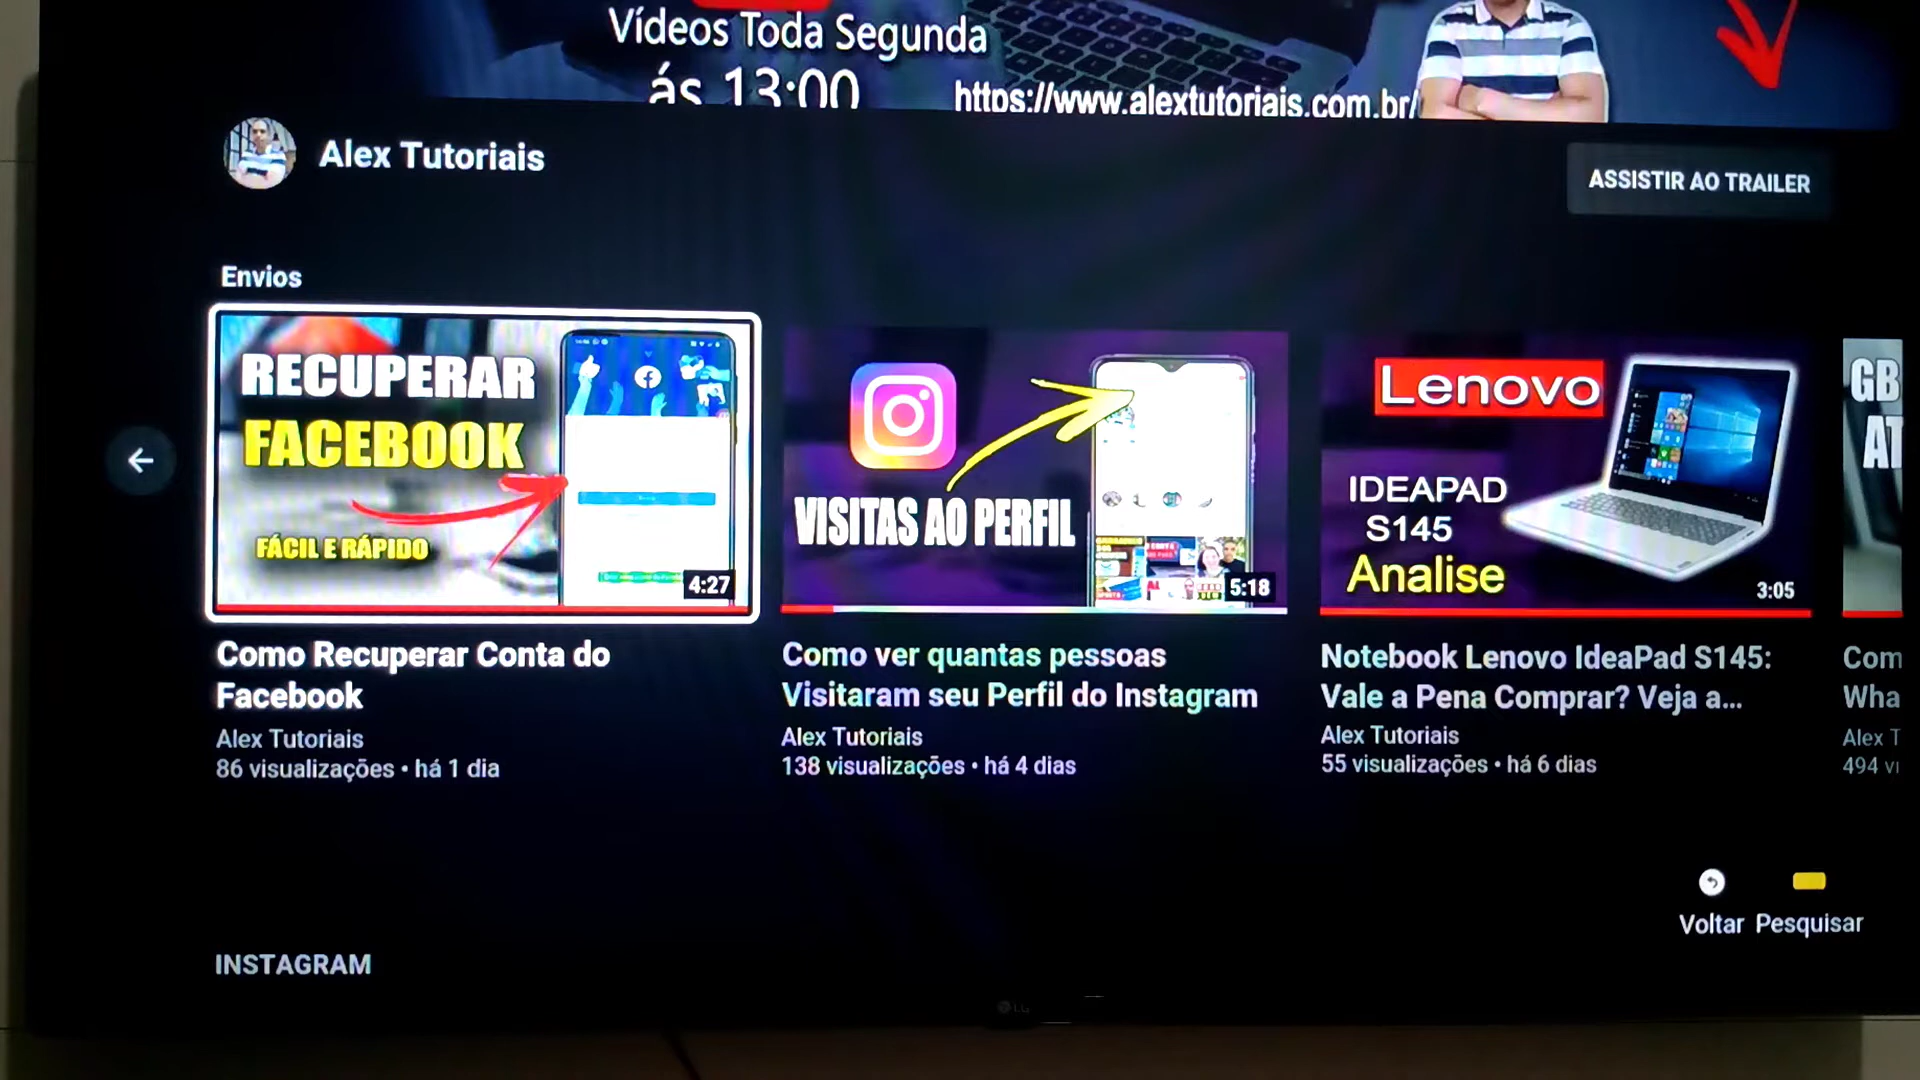 Vídeos Toda Segunda
ás 13:00
https://www.alextutoriais.com.br/
Alex Tutoriais
ASSISTIR AO TRAILER
Envios
RECUPERAR
FACEBOOK
FÁCIL E RÁPIDO
4:27
VISITAS AO PERFIL
5:18
Lenovo
IDEAPAD
S145
Analise
3:05
GB
AT
Como Recuperar Conta do
Facebook
Alex Tutoriais
86 visualizações • há 1 dia
Como ver quantas pessoas
Visitaram seu Perfil do Instagram
Alex Tutoriais
138 visualizações • há 4 dias
Notebook Lenovo IdeaPad S145:
Vale a Pena Comprar? Veja a...
Alex Tutoriais
55 visualizações • há 6 dias
Com
Wha
Alex T
494 vi
Voltar
Pesquisar
INSTAGRAM
LG